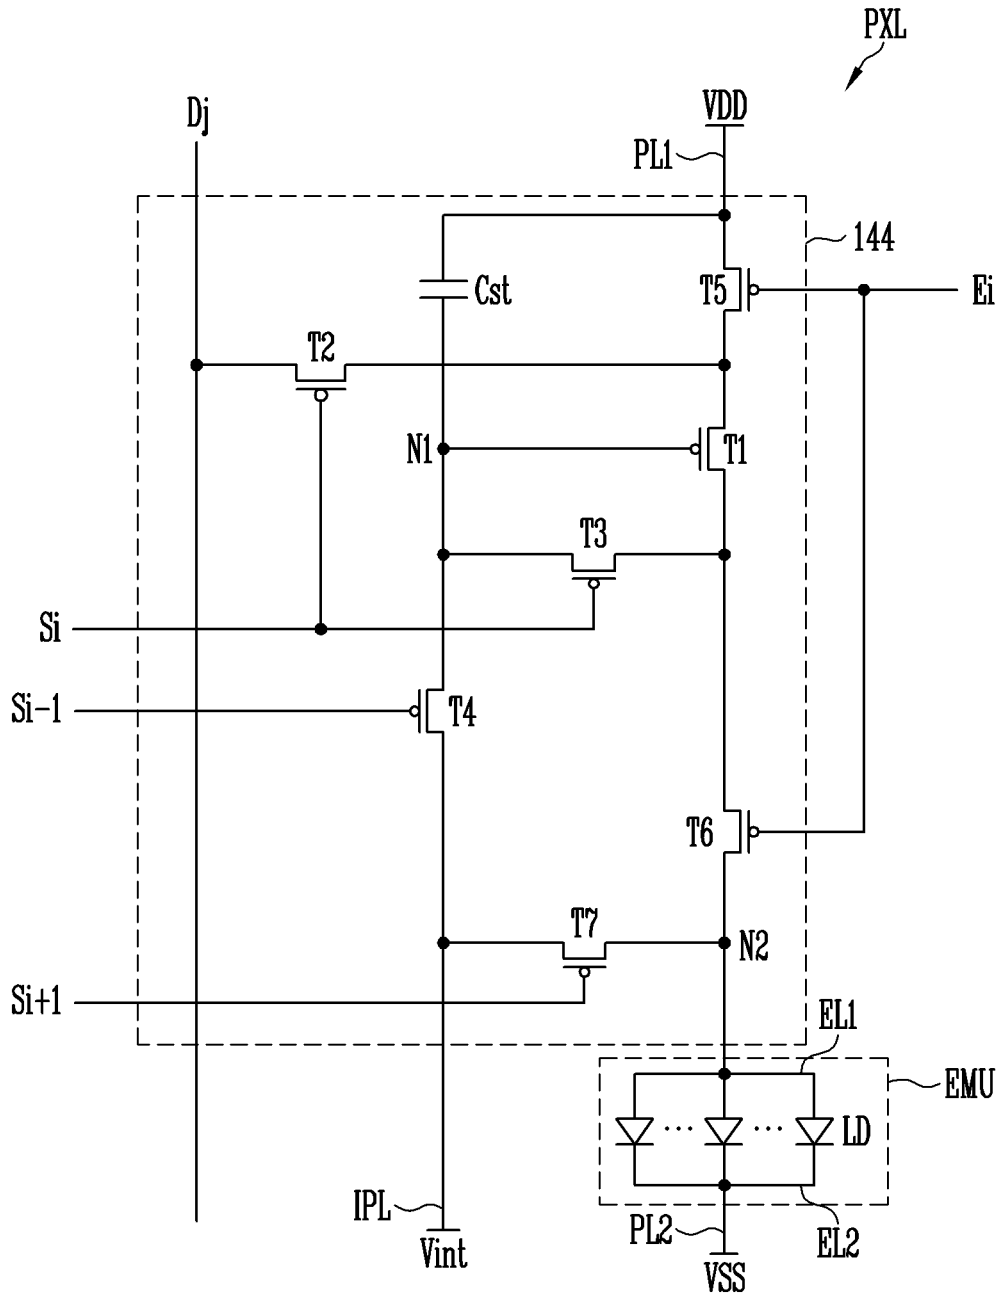 PXL
Dj
VDD
PL1
144
Cst
T5
Ei
T2
N1
T1
T3
Si
Si-1
T4
T6
T7
N2
Si+1
EL1
EMU
LD
IPL
PL2
EL2
Vint
VSS